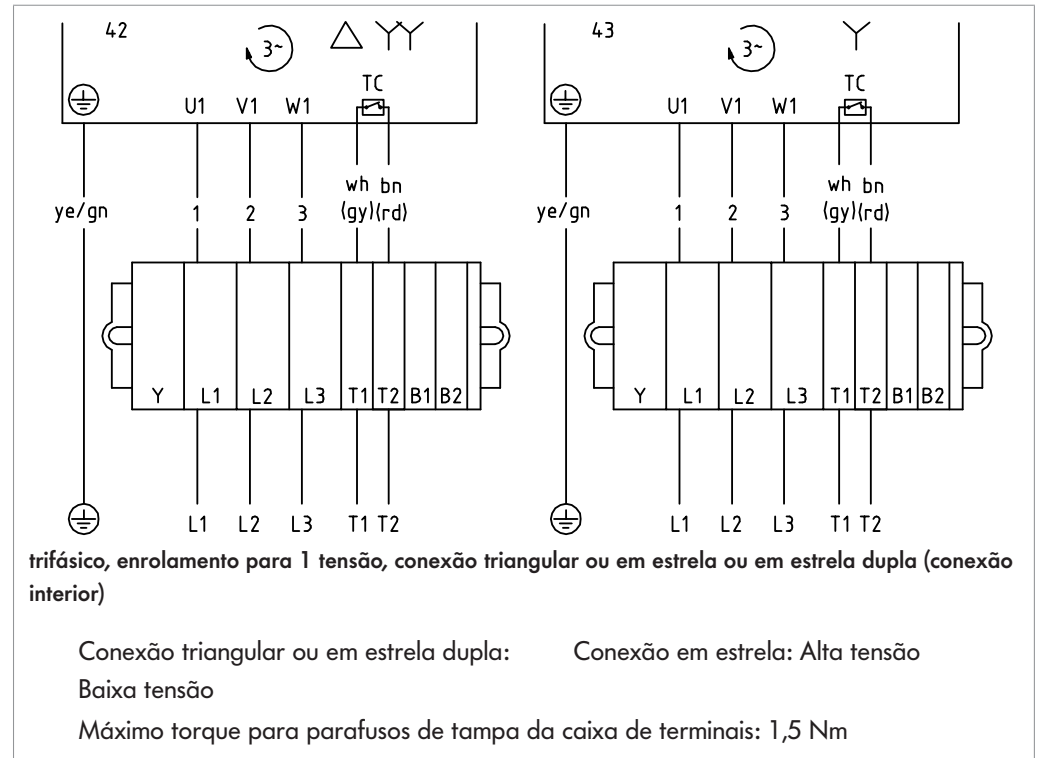 42 3~ 43 3~
TC TC
U1 V1 W1 U1 V1 W1
wh bn wh bn
ye/gn 1 2 3 (gy)(rd) ye/gn 1 2 3 (gy)(rd)
Y L1 L2 L3 T1 T2 B1 B2 Y L1 L2 L3 T1 T2 B1 B2
L1 L2 L3 T1 T2 L1 L2 L3 T1 T2
trifásico, enrolamento para 1 tensão, conexão triangular ou em estrela ou em estrela dupla (conexão
interior)
Conexão triangular ou em estrela dupla: Conexão em estrela: Alta tensão
Baixa tensão
Máximo torque para parafusos de tampa da caixa de terminais: 1,5 Nm